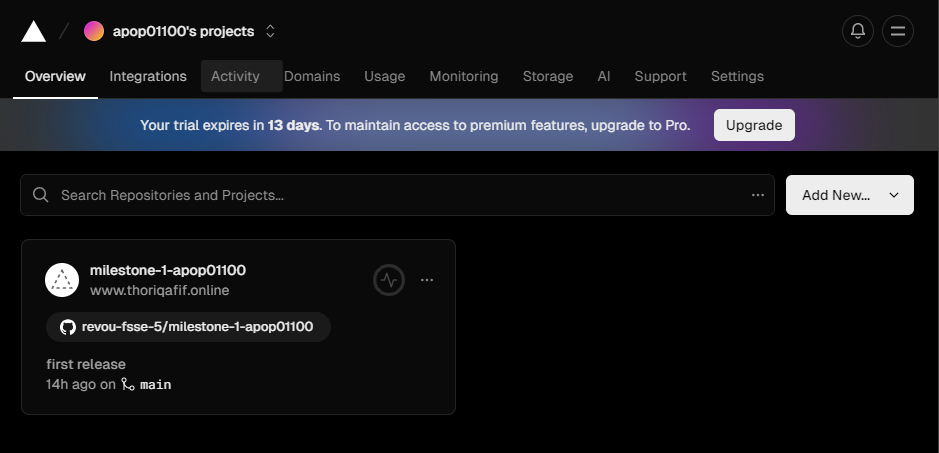 apop01100's projects
Overview Integrations Activity Domains Usage Monitoring Storage AI Support Settings
Your trial expires in 13 days. To maintain access to premium features, upgrade to Pro. Upgrade
Search Repositories and Projects... Add New...
milestone-1-apop01100
www.thoriqafif.online
revou-fsse-5/milestone-1-apop01100
first release
14h ago on main